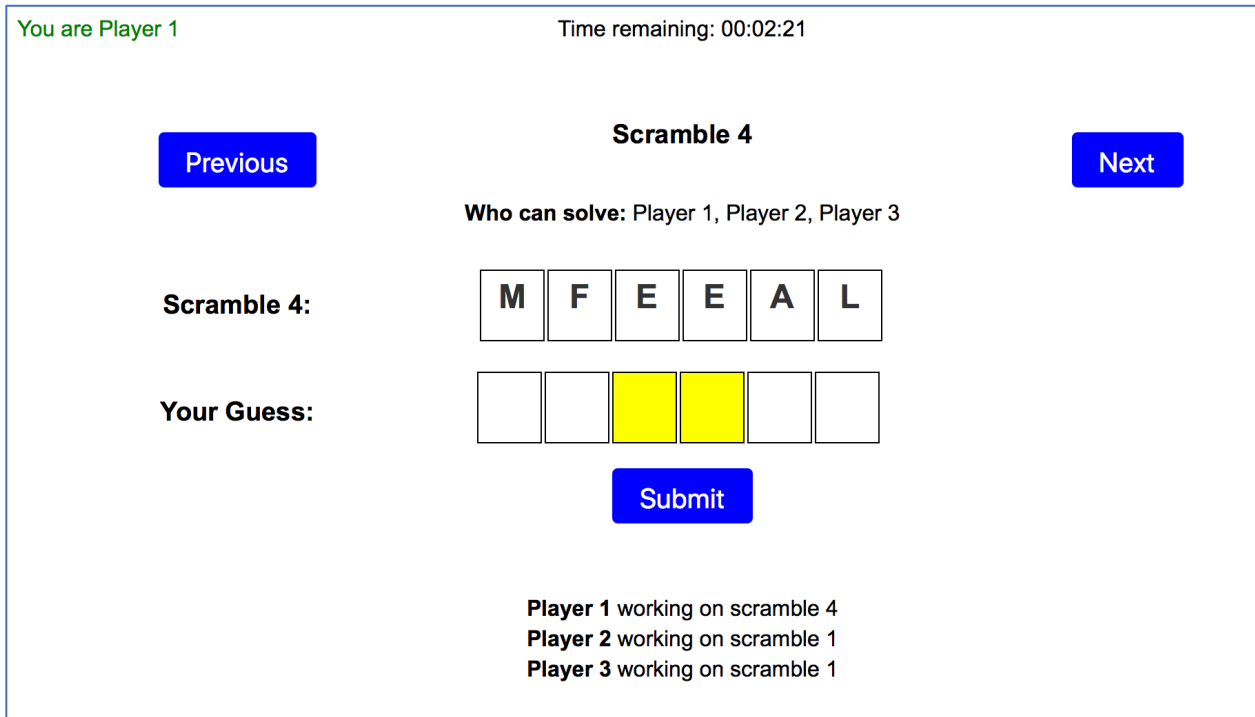 You are Player 1
Time remaining: 00:02:21
Scramble 4
Previous
Next
Who can solve: Player 1, Player 2, Player 3
Scramble 4:
M F E E A L
Your Guess:
Submit
Player 1 working on scramble 4
Player 2 working on scramble 1
Player 3 working on scramble 1